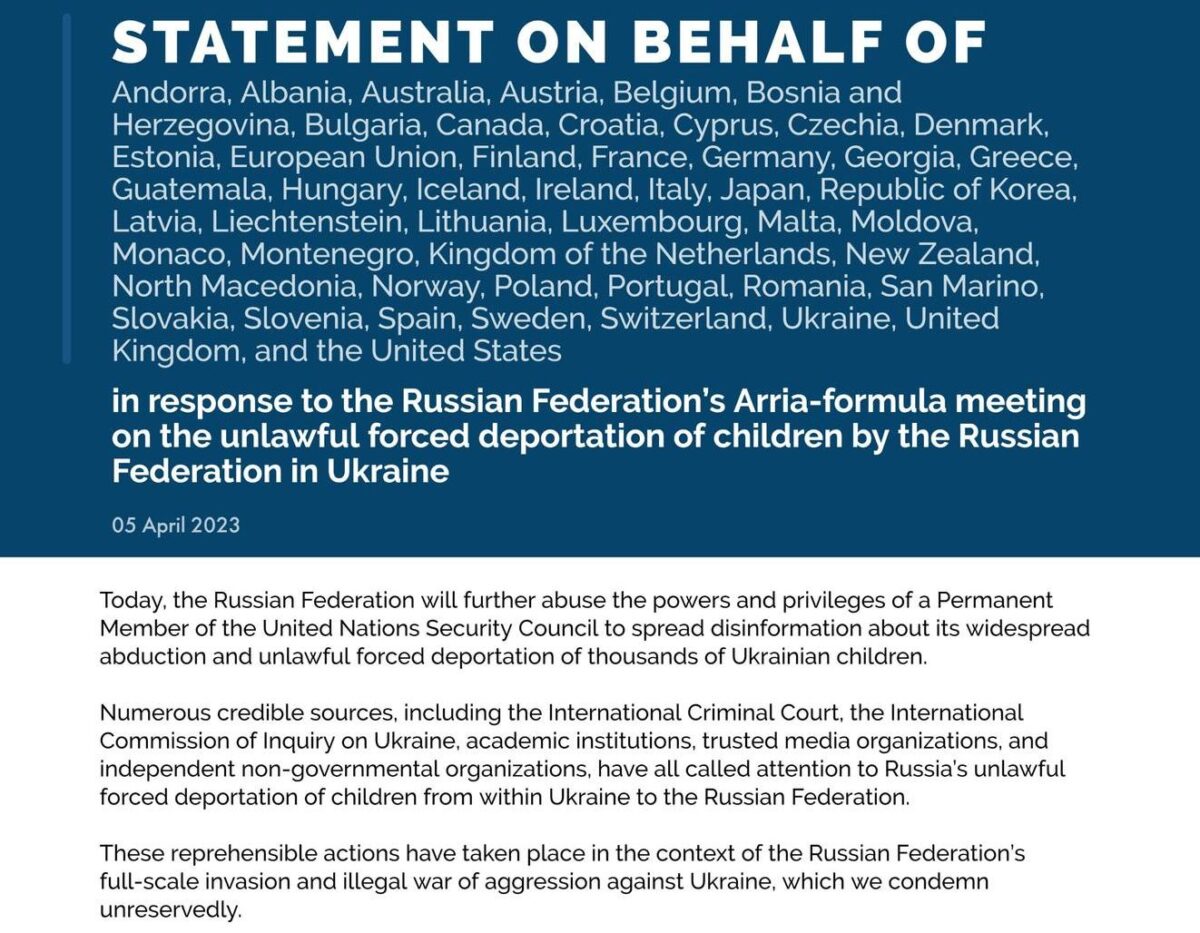 STATEMENT ON BEHALF OF
Andorra, Albania, Australia, Austria, Belgium, Bosnia and
Herzegovina, Bulgaria, Canada, Croatia, Cyprus, Czechia, Denmark,
Estonia, European Union, Finland, France, Germany, Georgia, Greece,
Guatemala, Hungary, Iceland, Ireland, Italy, Japan, Republic of Korea,
Latvia, Liechtenstein, Lithuania, Luxembourg, Malta, Moldova,
Monaco, Montenegro, Kingdom of the Netherlands, New Zealand,
North Macedonia, Norway, Poland, Portugal, Romania, San Marino,
Slovakia, Slovenia, Spain, Sweden, Switzerland, Ukraine, United
Kingdom, and the United States
in response to the Russian Federation's Arria-formula meeting
on the unlawful forced deportation of children by the Russian
Federation in Ukraine
05 April 2023
Today, the Russian Federation will further abuse the powers and privileges of a Permanent
Member of the United Nations Security Council to spread disinformation about its widespread
abduction and unlawful forced deportation of thousands of Ukrainian children.
Numerous credible sources, including the International Criminal Court, the International
Commission of Inquiry on Ukraine, academic institutions, trusted media organizations, and
independent non-governmental organizations, have all called attention to Russia's unlawful
forced deportation of children from within Ukraine to the Russian Federation.
These reprehensible actions have taken place in the context of the Russian Federation's
full-scale invasion and illegal war of aggression against Ukraine, which we condemn
unreservedly.